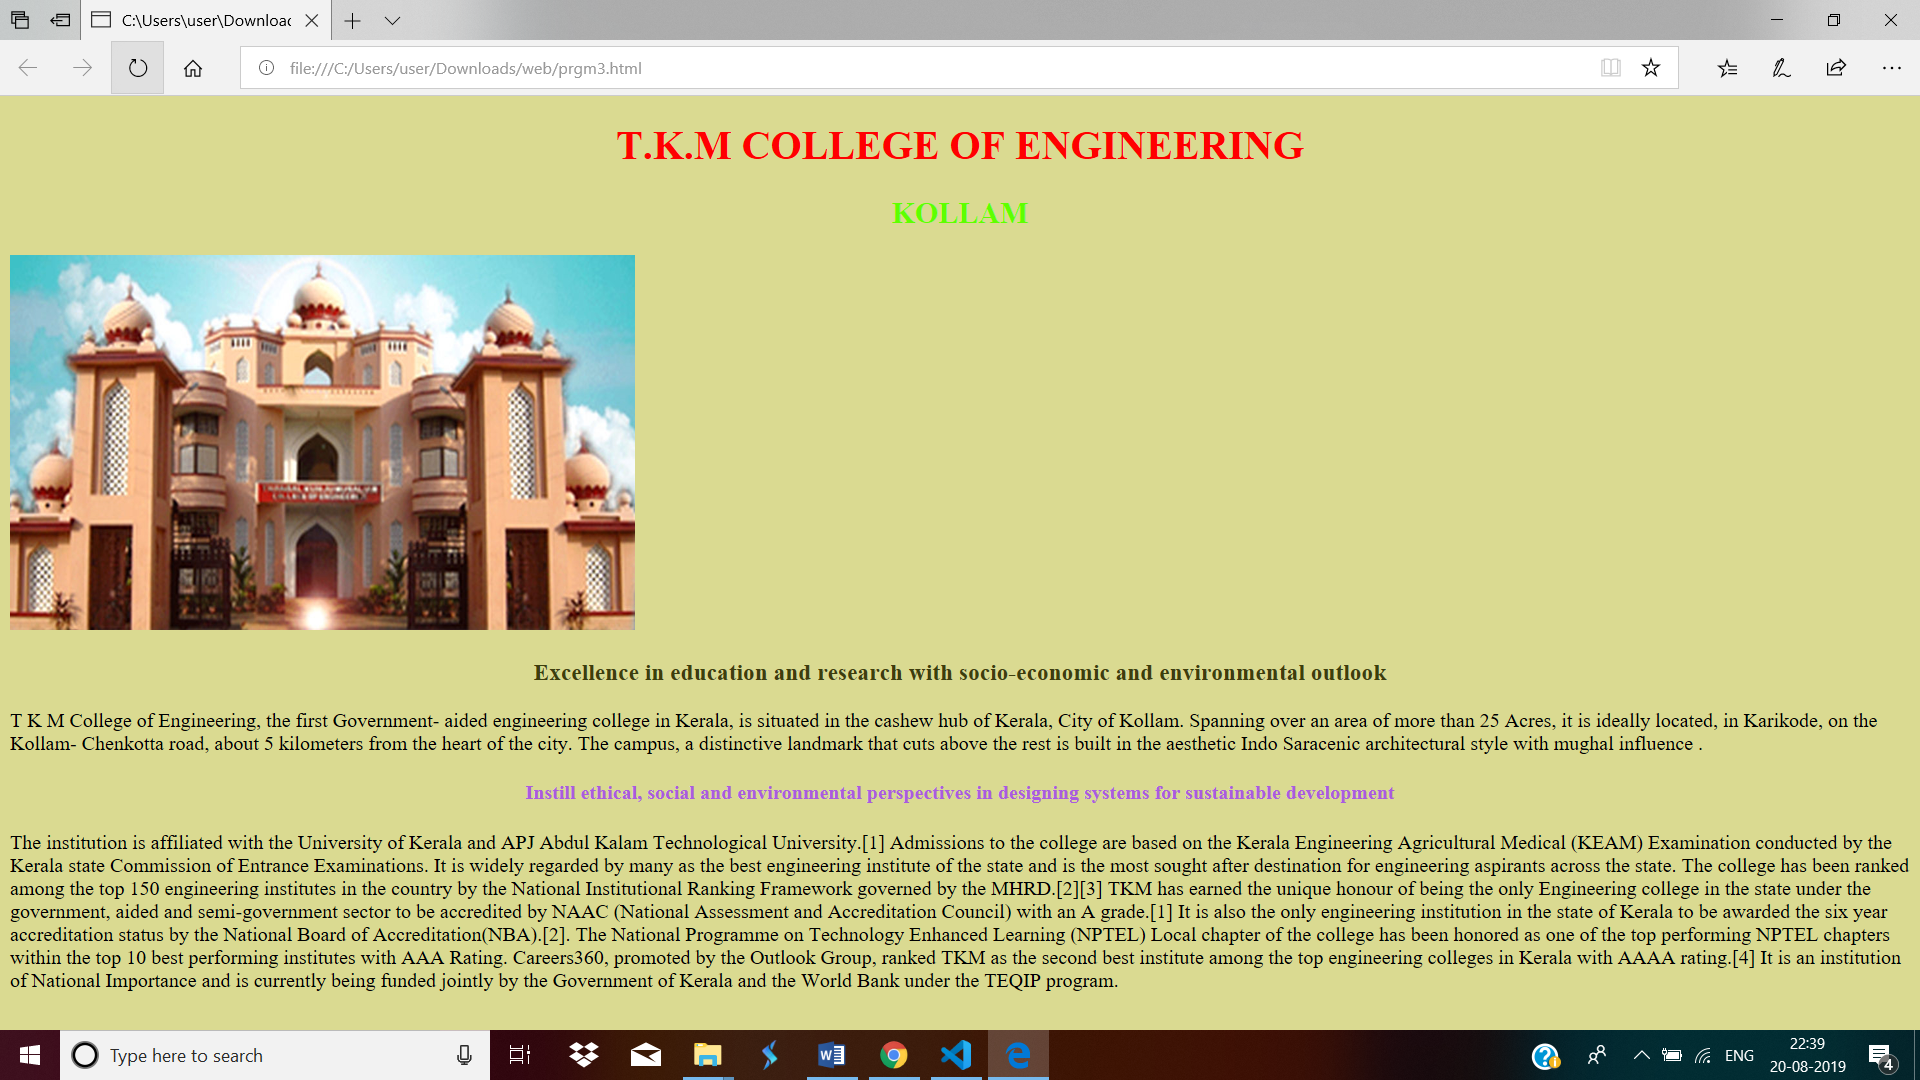 C:\Users\user\Downloac
file:///C:/Users/user/Downloads/web/prgm3.html
T.K.M COLLEGE OF ENGINEERING
KOLLAM
Excellence in education and research with socio-economic and environmental outlook
T K M College of Engineering, the first Government- aided engineering college in Kerala, is situated in the cashew hub of Kerala, City of Kollam. Spanning over an area of more than 25 Acres, it is ideally located, in Karikode, on the
Kollam- Chenkotta road, about 5 kilometers from the heart of the city. The campus, a distinctive landmark that cuts above the rest is built in the aesthetic Indo Saracenic architectural style with mughal influence .
Instill ethical, social and environmental perspectives in designing systems for sustainable development
The institution is affiliated with the University of Kerala and APJ Abdul Kalam Technological University.[1] Admissions to the college are based on the Kerala Engineering Agricultural Medical (KEAM) Examination conducted by the
Kerala state Commission of Entrance Examinations. It is widely regarded by many as the best engineering institute of the state and is the most sought after destination for engineering aspirants across the state. The college has been ranked
among the top 150 engineering institutes in the country by the National Institutional Ranking Framework governed by the MHRD.[2][3] TKM has earned the unique honour of being the only Engineering college in the state under the
government, aided and semi-government sector to be accredited by NAAC (National Assessment and Accreditation Council) with an A grade.[1] It is also the only engineering institution in the state of Kerala to be awarded the six year
accreditation status by the National Board of Accreditation(NBA).[2]. The National Programme on Technology Enhanced Learning (NPTEL) Local chapter of the college has been honored as one of the top performing NPTEL chapters
within the top 10 best performing institutes with AAA Rating. Careers360, promoted by the Outlook Group, ranked TKM as the second best institute among the top engineering colleges in Kerala with AAAA rating.[4] It is an institution
of National Importance and is currently being funded jointly by the Government of Kerala and the World Bank under the TEQIP program.
Type here to search
ENG
22:39
20-08-2019
4